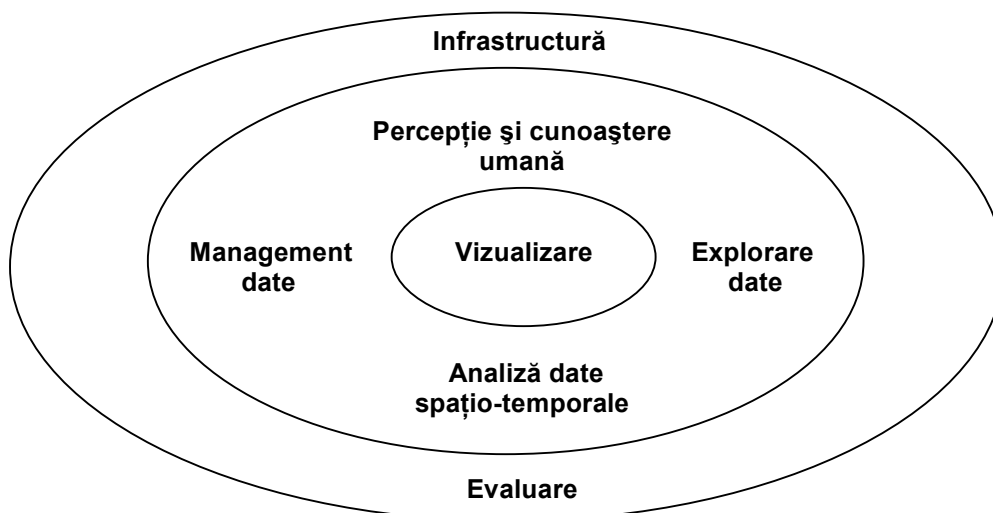 Infrastructură
Percepție şi cunoaştere
umană
Management
date
Vizualizare
Explorare
date
Analiză date
spațio-temporale
Evaluare